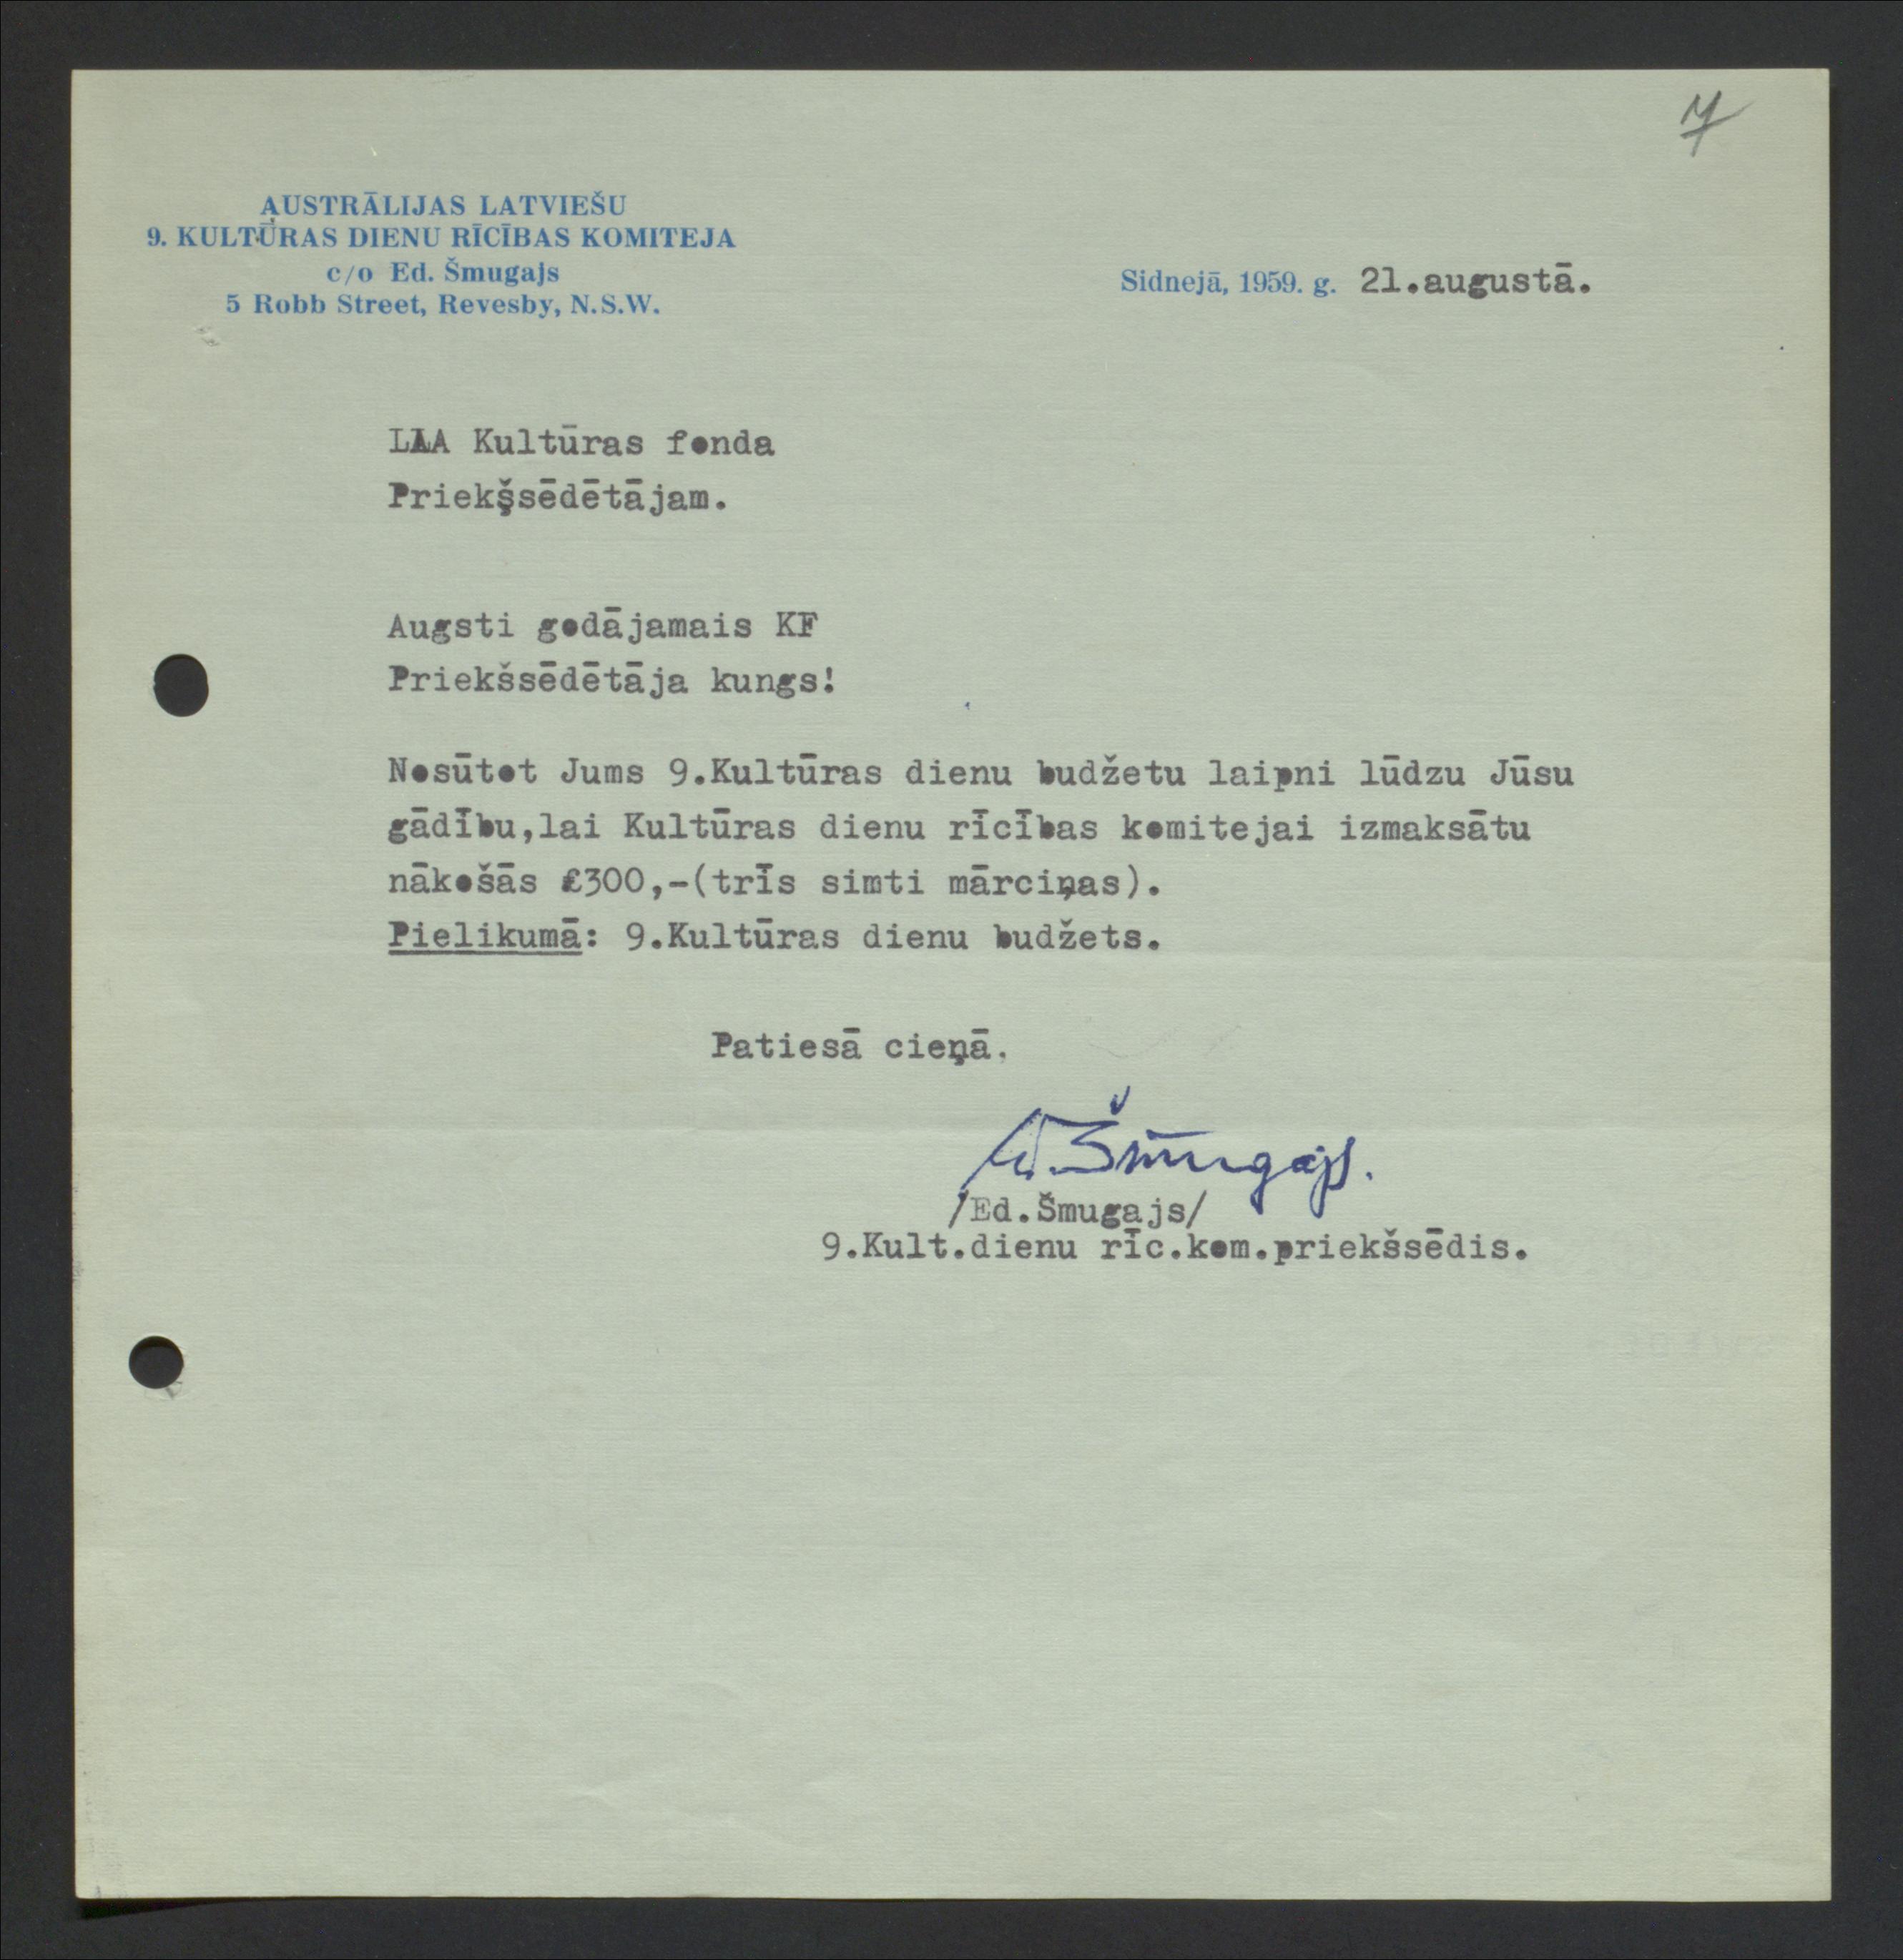 7
AUSTRĀLIJAS LATVIEŠU
9. KULTŪRAS DIENU RĪCĪBAS KOMITEJA
c/o Ed. Šmugajs
5 Robb Street, Revesby, N.S.W.
Sidnejā, 1959. g. 21.augustā.
LAA Kultūras fonda
Priekšsēdētājam.
Augsti godājamais KF
Priekšsēdētāja kungs!
Nosūtot Jums 9.Kultūras dienu budžetu laipni lūdzu Jūsu
gādību,lai Kultūras dienu rīcības komitejai izmaksātu
nākošās £300,-(trīs simti mārciņas).
Pielikumā: 9.Kultūras dienu budžets.
Patiesā cieņā.
Ed. Šmugajs.
/Ed.Šmugajs/
9.Kult.dienu rīc.kom.priekšsēdis.